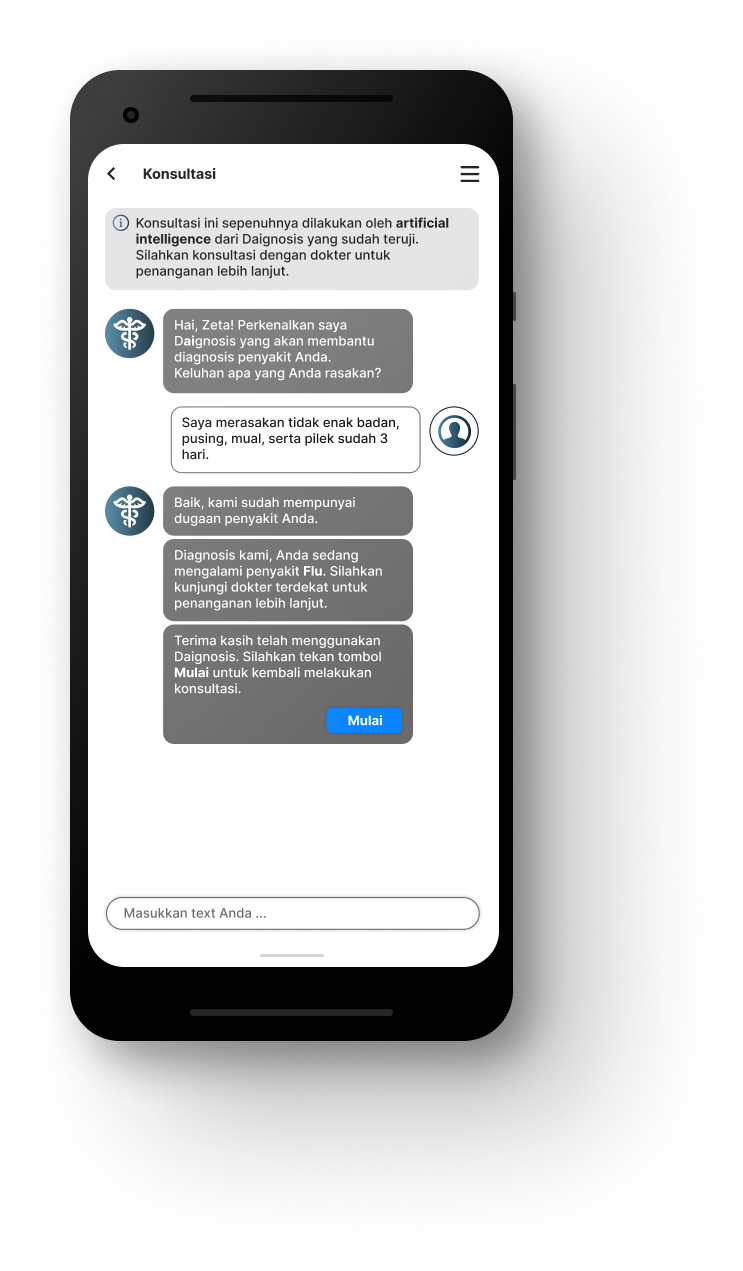 Konsultasi
Konsultasi ini sepenuhnya dilakukan oleh artificial
intelligence dari Daignosis yang sudah teruji.
Silahkan konsultasi dengan dokter untuk
penanganan lebih lanjut.
Hai, Zeta! Perkenalkan saya
Daignosis yang akan membantu
diagnosis penyakit Anda.
Keluhan apa yang Anda rasakan?
Saya merasakan tidak enak badan,
pusing, mual, serta pilek sudah 3
hari.
Baik, kami sudah mempunyai
dugaan penyakit Anda.
Diagnosis kami, Anda sedang
mengalami penyakit Flu. Silahkan
kunjungi dokter terdekat untuk
penanganan lebih lanjut.
Terima kasih telah menggunakan
Daignosis. Silahkan tekan tombol
Mulai untuk kembali melakukan
konsultasi.
Mulai
Masukkan text Anda ...